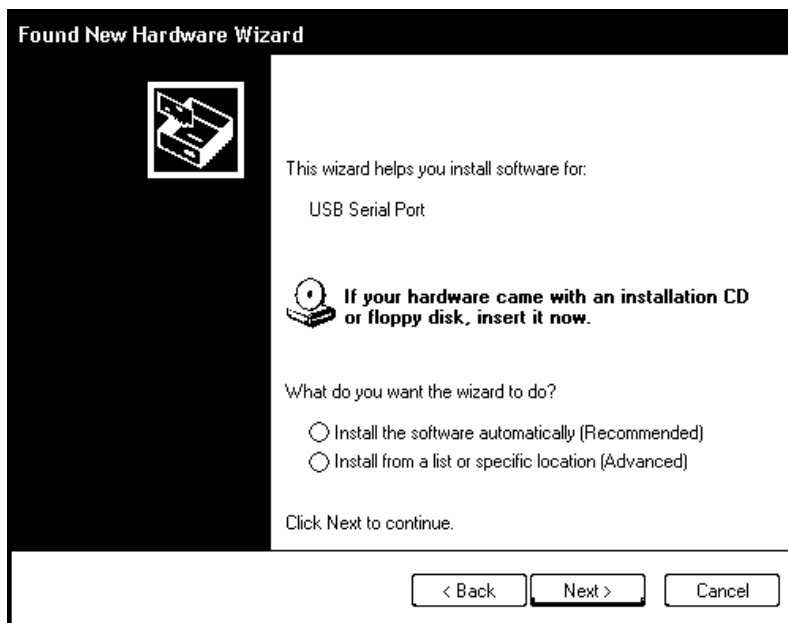 Found New Hardware Wizard
This wizard helps you install software for:
USB Serial Port
If your hardware came with an installation CD
or floppy disk, insert it now.
What do you want the wizard to do?
Install the software automatically (Recommended)
Install from a list or specific location (Advanced)
Click Next to continue.
< Back Next > Cancel